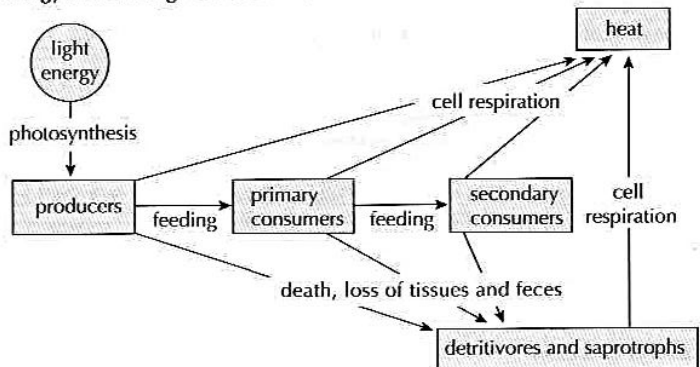 heat
light
energy
cell respiration
photosynthesis
producers
feeding
primary
consumers
feeding
secondary
consumers
cell
respiration
death, loss of tissues and feces
detritivores and saprotrophs